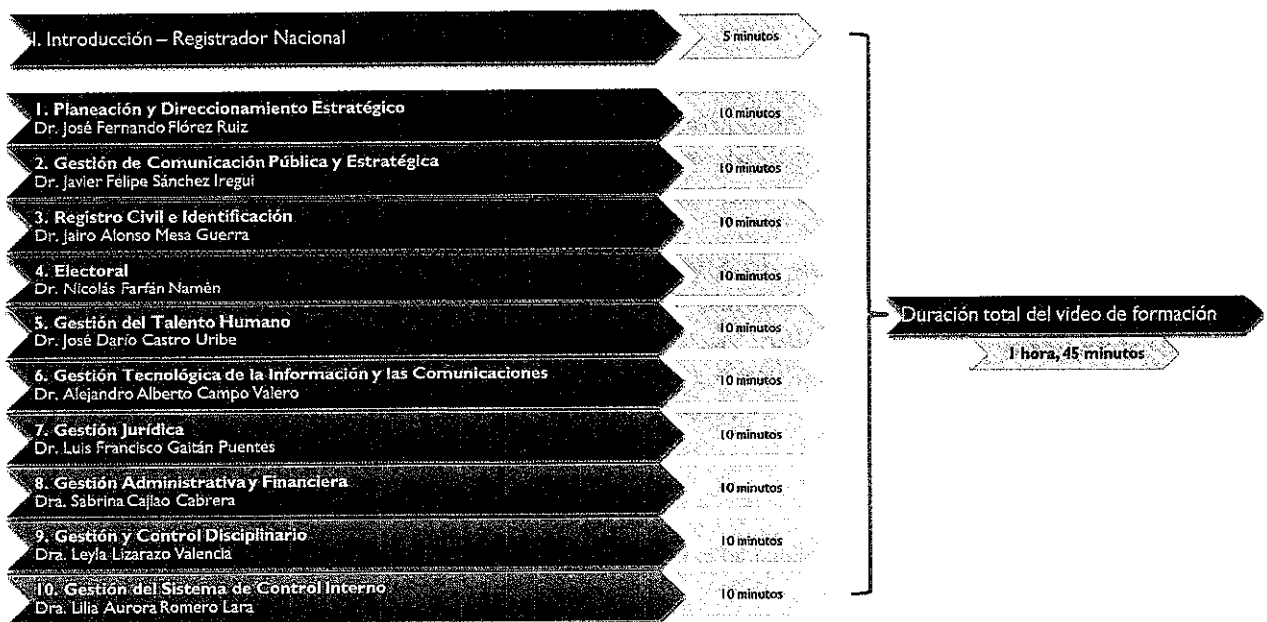 I. Introducción – Registrador Nacional
5 minutos
1. Planeación y Direccionamiento Estratégico
Dr. José Fernando Flórez Ruiz
10 minutos
2. Gestión de Comunicación Pública y Estratégica
Dr. Javier Felipe Sánchez Iregui
10 minutos
3. Registro Civil e Identificación
Dr. Jairo Alonso Mesa Guerra
10 minutos
4. Electoral
Dr. Nicolás Farfán Namén
10 minutos
5. Gestión del Talento Humano
Dr. José Darío Castro Uribe
10 minutos
6. Gestión Tecnológica de la Información y las Comunicaciones
Dr. Alejandro Alberto Campo Valero
10 minutos
7. Gestión Jurídica
Dr. Luis Francisco Gaitán Puentes
10 minutos
8. Gestión Administrativa y Financiera
Dra. Sabrina Cajiao Cabrera
10 minutos
9. Gestión y Control Disciplinario
Dra. Leyla Lizarazo Valencia
10 minutos
10. Gestión del Sistema de Control Interno
Dra. Lilia Aurora Romero Lara
10 minutos
Duración total del video de formación
1 hora, 45 minutos